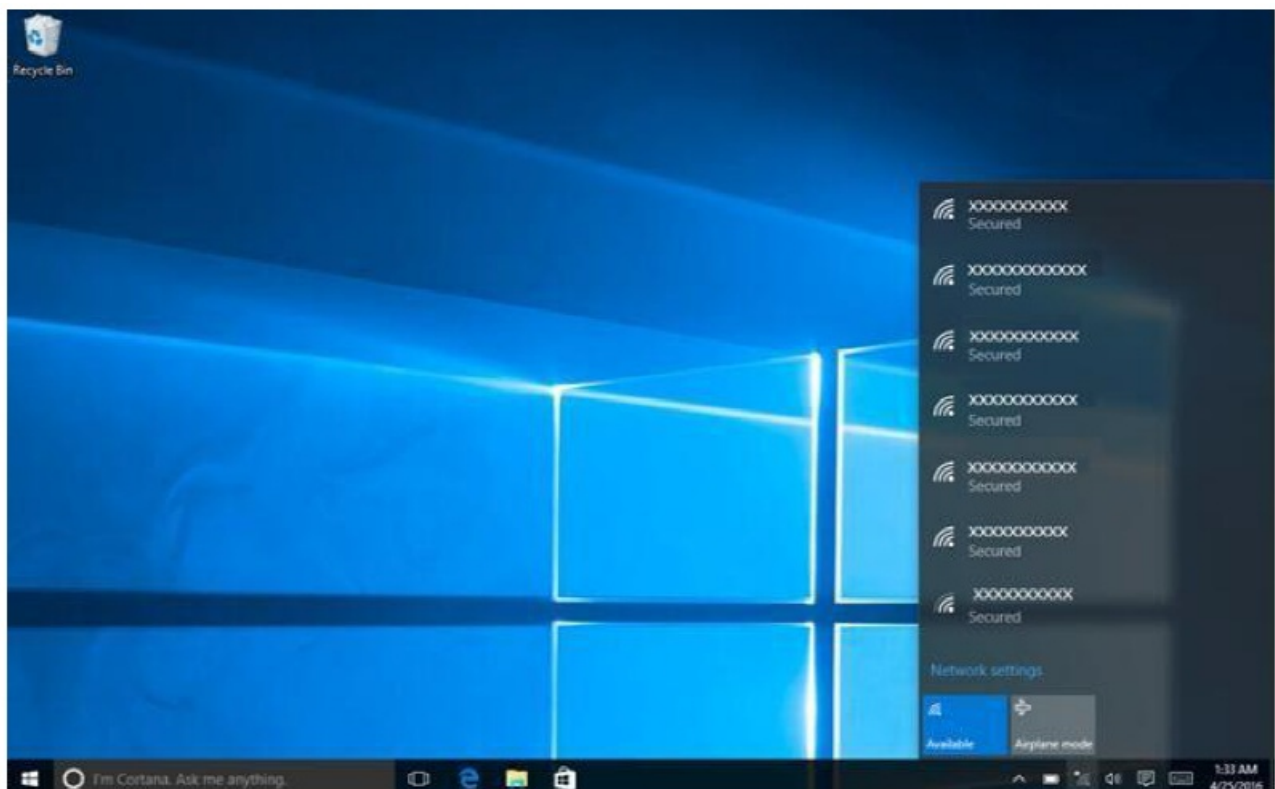 Recycle Bin
xxxxxxxxxx
Secured
xxxxxxxxxxxx
Secured
xxxxxxxxxxx
Secured
xxxxxxxxxxx
Secured
xxxxxxxxxxx
Secured
xxxxxxxxxx
Secured
xxxxxxxxxx
Secured
Network settings
Available
Airplane mode
I'm Cortana. Ask me anything.
1:33 AM
4/25/2016